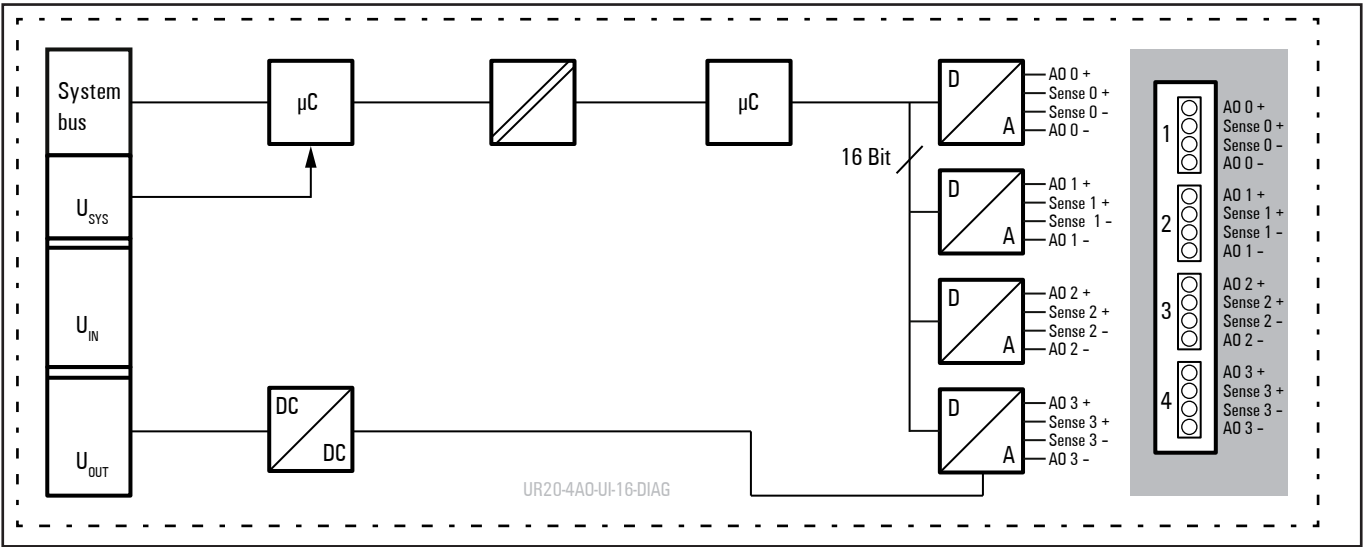 System
bus
U_SYS
U_IN
U_OUT
µC
µC
DC
DC
16 Bit
D
A
AO 0 +
Sense 0 +
Sense 0 –
AO 0 –
D
A
AO 1 +
Sense 1 +
Sense 1 –
AO 1 –
D
A
AO 2 +
Sense 2 +
Sense 2 –
AO 2 –
D
A
AO 3 +
Sense 3 +
Sense 3 –
AO 3 –
1
AO 0 +
Sense 0 +
Sense 0 –
AO 0 –
2
AO 1 +
Sense 1 +
Sense 1 –
AO 1 –
3
AO 2 +
Sense 2 +
Sense 2 –
AO 2 –
4
AO 3 +
Sense 3 +
Sense 3 –
AO 3 –
UR20-4AO-UI-16-DIAG